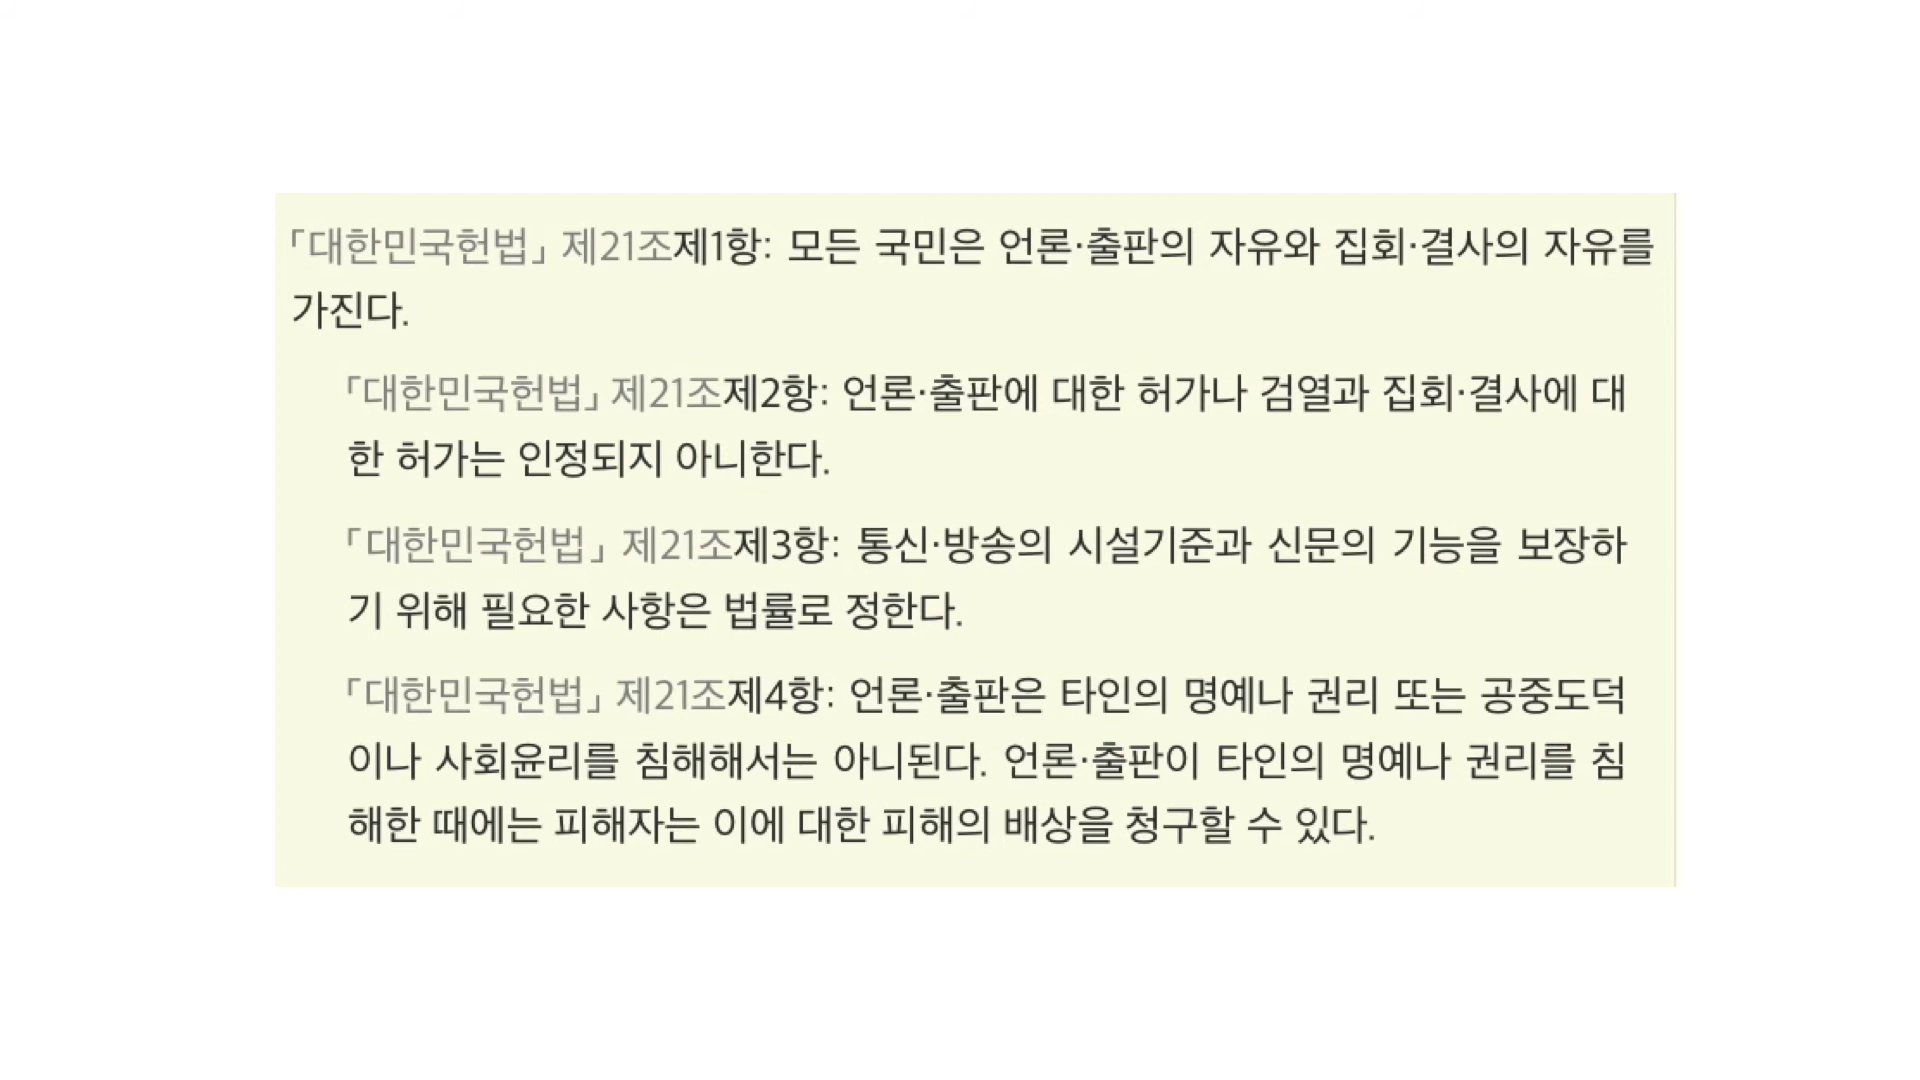 「대한민국헌법」 제21조제1항: 모든 국민은 언론·출판의 자유와 집회·결사의 자유를
가진다.
「대한민국헌법」 제21조제2항: 언론·출판에 대한 허가나 검열과 집회·결사에 대
한 허가는 인정되지 아니한다.
「대한민국헌법」 제21조제3항: 통신·방송의 시설기준과 신문의 기능을 보장하
기 위해 필요한 사항은 법률로 정한다.
「대한민국헌법」 제21조제4항: 언론·출판은 타인의 명예나 권리 또는 공중도덕
이나 사회윤리를 침해해서는 아니된다. 언론·출판이 타인의 명예나 권리를 침
해한 때에는 피해자는 이에 대한 피해의 배상을 청구할 수 있다.